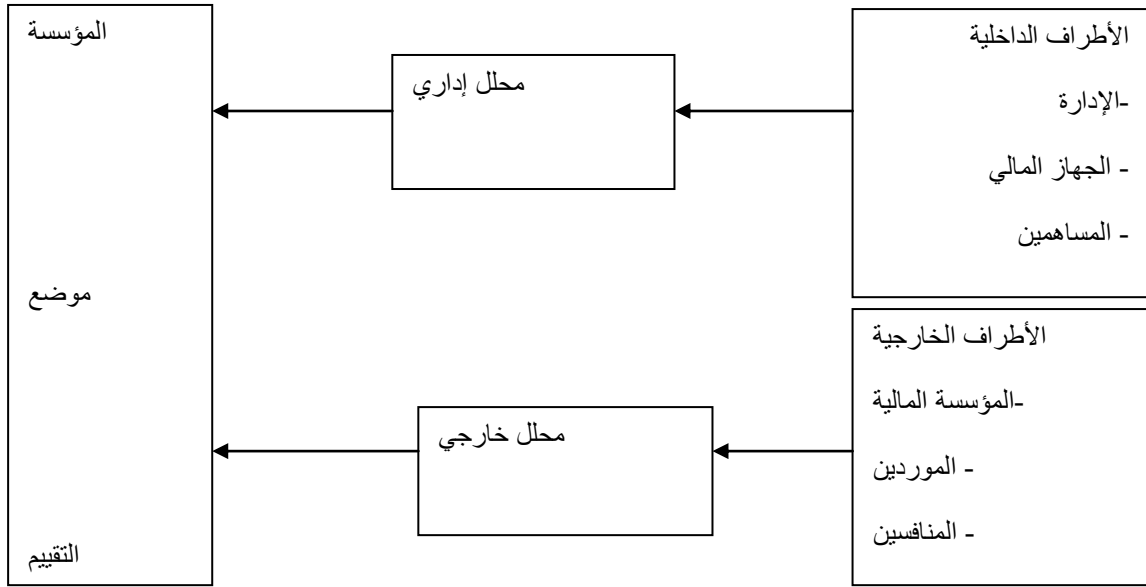 الأطراف الداخلية
-الإدارة
- الجهاز المالي
- المساهمين
محلل إداري
الأطراف الخارجية
-المؤسسة المالية
- الموردين
- المنافسين
محلل خارجي
المؤسسة
موضع
التقييم